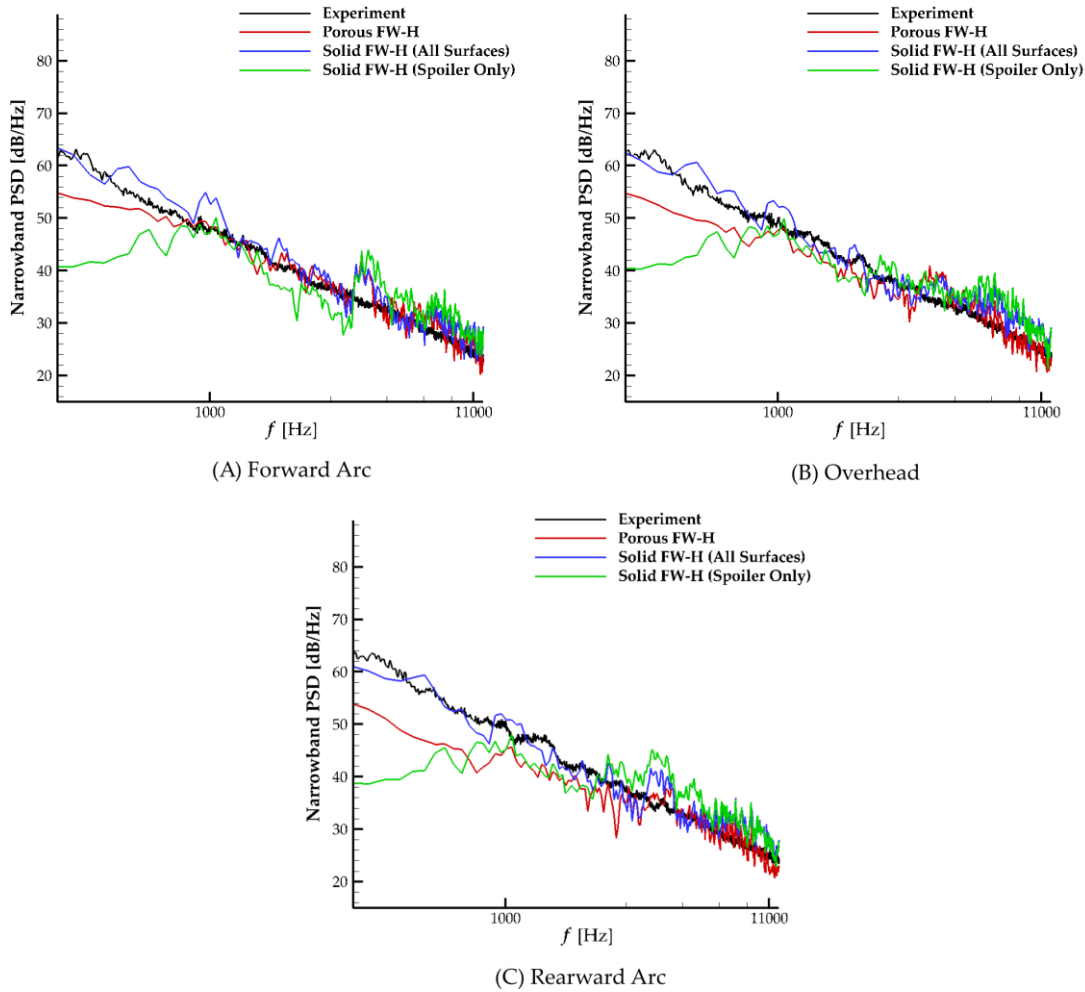 Experiment
Porous FW-H
Solid FW-H (All Surfaces)
Solid FW-H (Spoiler Only)
Narrowband PSD [dB/Hz]
80
70
60
50
40
30
20
1000
11000
f [Hz]
(A) Forward Arc
Experiment
Porous FW-H
Solid FW-H (All Surfaces)
Solid FW-H (Spoiler Only)
Narrowband PSD [dB/Hz]
80
70
60
50
40
30
20
1000
11000
f [Hz]
(B) Overhead
Experiment
Porous FW-H
Solid FW-H (All Surfaces)
Solid FW-H (Spoiler Only)
Narrowband PSD [dB/Hz]
80
70
60
50
40
30
20
1000
11000
f [Hz]
(C) Rearward Arc